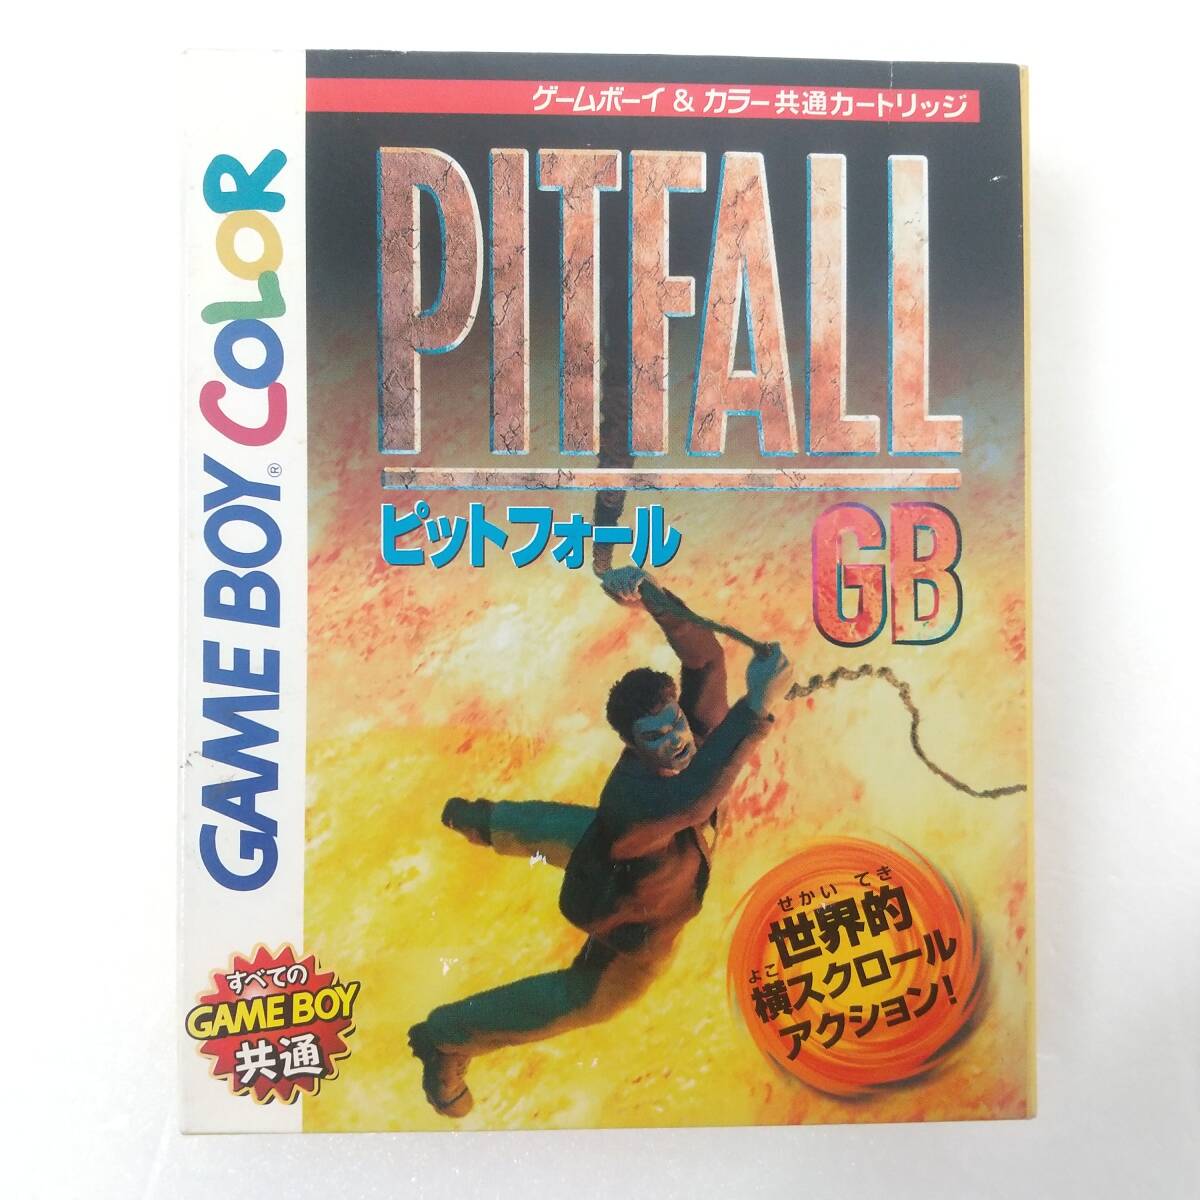 ゲームボーイ & カラー共通カートリッジ
PITFALL
ピットフォール
GB
GAME BOY® COLOR
せかい てき
世界的
よこ
横スクロール
アクション!
すべての
GAME BOY
共通